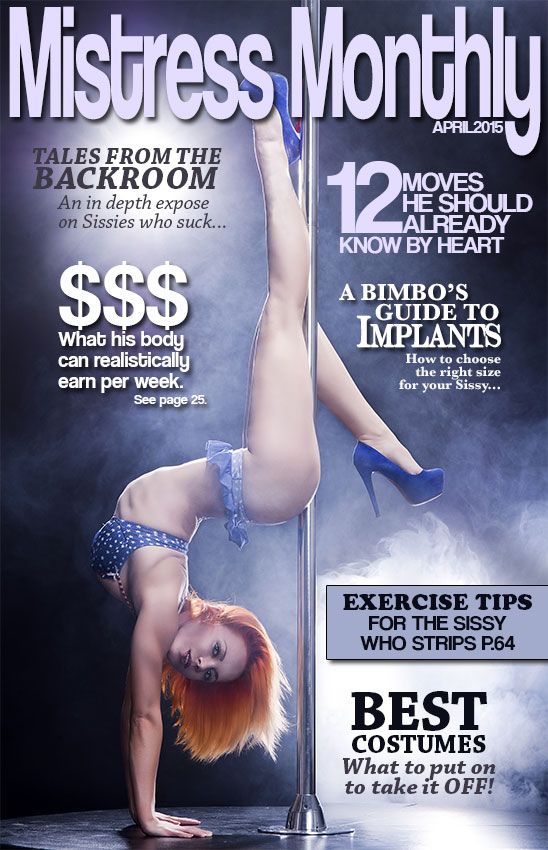 Mistress Monthly
APRIL 2015
TALES FROM THE
BACKROOM
An in depth expose
on Sissies who suck...
12 MOVES
HE SHOULD
ALREADY
KNOW BY HEART
$$$
What his body
can realistically
earn per week.
See page 25.
A BIMBO'S
GUIDE TO
IMPLANTS
How to choose
the right size
for your Sissy...
EXERCISE TIPS
FOR THE SISSY
WHO STRIPS P.64
BEST
COSTUMES
What to put on
to take it OFF!